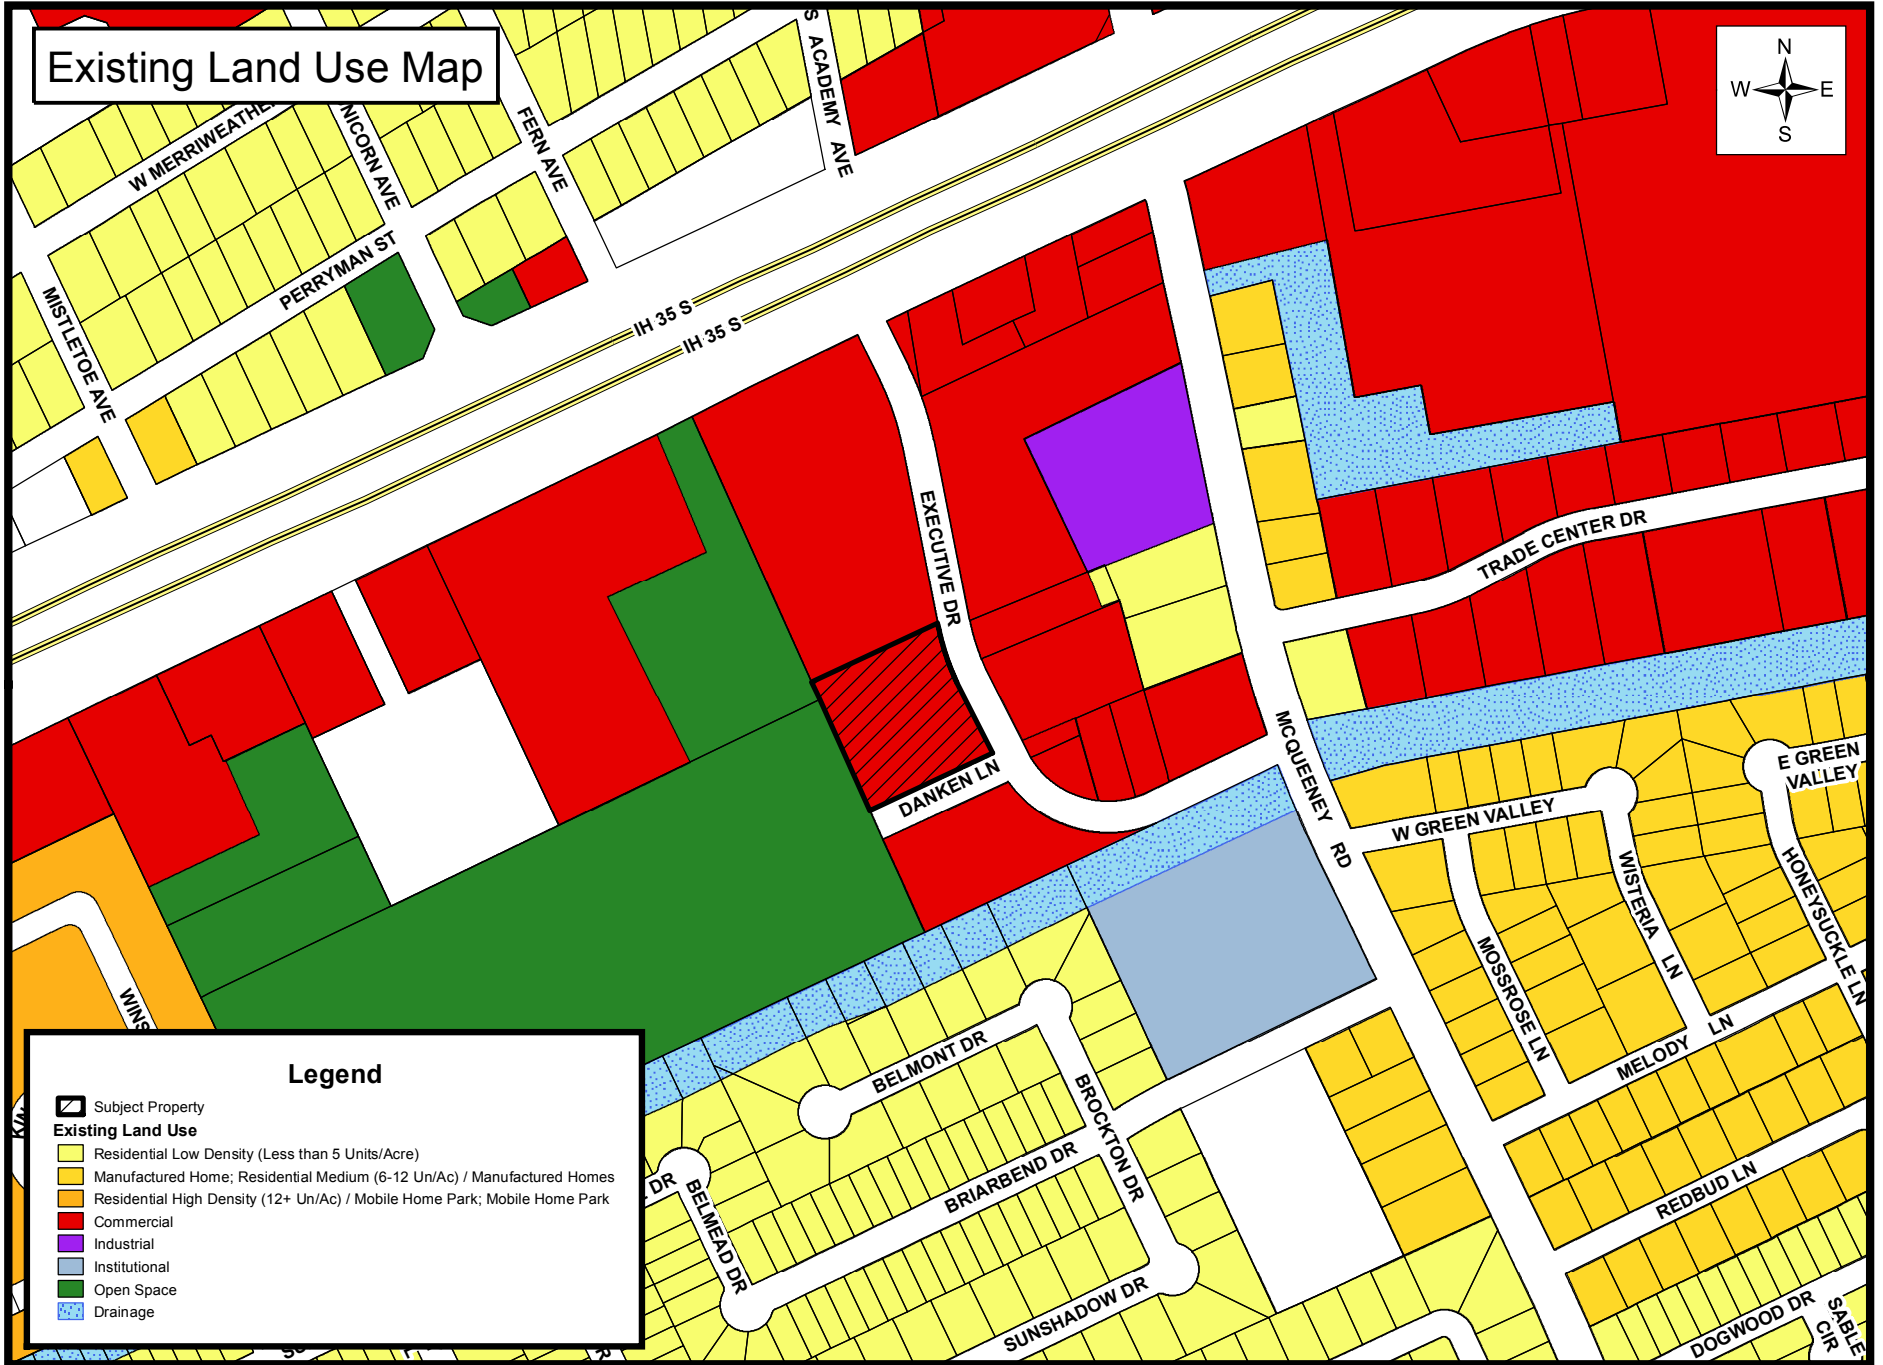 Existing Land Use Map
N
W E
S
S ACADEMY AVE
W MERRIWEATHE
NICORN AVE
FERN AVE
PERRYMAN ST
MISTLETOE AVE
IH 35 S
IH 35 S
EXECUTIVE DR
TRADE CENTER DR
DANKEN LN
MCQUEENEY RD
E GREEN
VALLEY
W GREEN VALLEY
WISTERIA LN
HONEYSUCKLE LN
MOSSROSE LN
MELODY LN
WINS
KIN
BELMONT DR
BROCKTON DR
BRIARBEND DR
DR
BELMEAD DR
SUNSHADOW DR
REDBUD LN
DOGWOOD DR
SABLE
CIR
Legend
Subject Property
Existing Land Use
Residential Low Density (Less than 5 Units/Acre)
Manufactured Home; Residential Medium (6-12 Un/Ac) / Manufactured Homes
Residential High Density (12+ Un/Ac) / Mobile Home Park; Mobile Home Park
Commercial
Industrial
Institutional
Open Space
Drainage